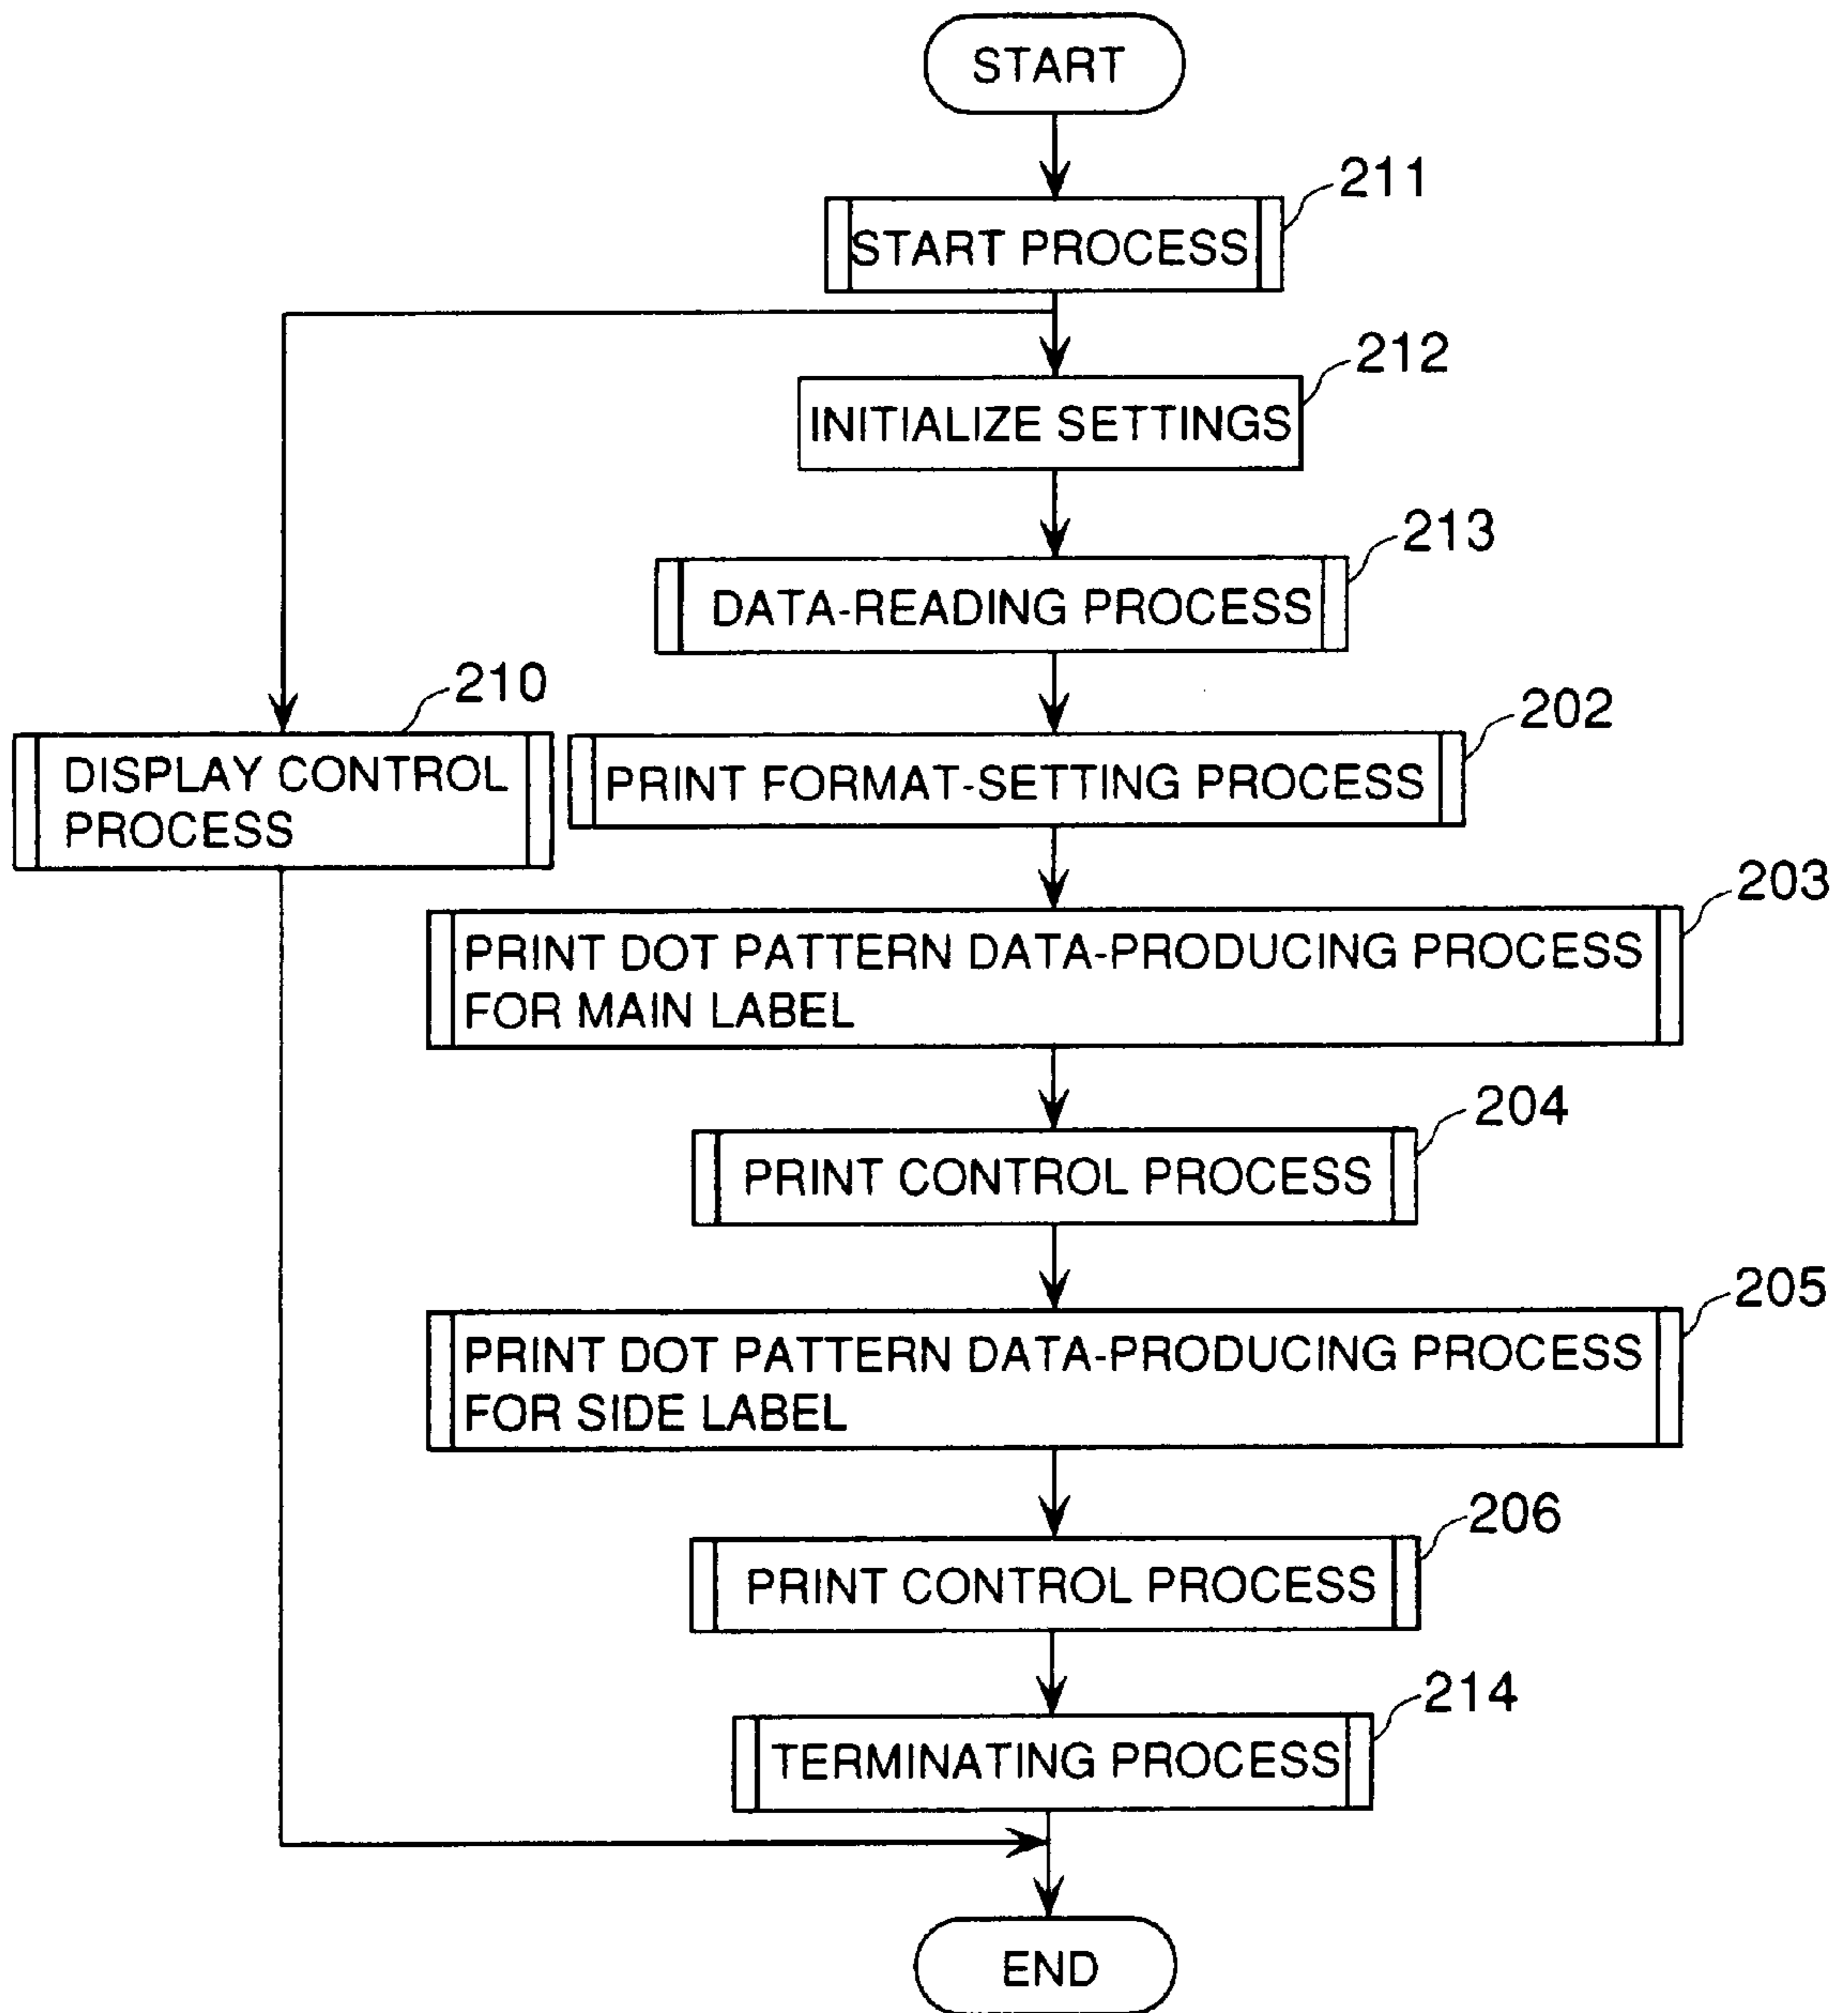 START
211
START PROCESS
212
INITIALIZE SETTINGS
213
DATA-READING PROCESS
210
DISPLAY CONTROL
PROCESS
202
PRINT FORMAT-SETTING PROCESS
203
PRINT DOT PATTERN DATA-PRODUCING PROCESS
FOR MAIN LABEL
204
PRINT CONTROL PROCESS
205
PRINT DOT PATTERN DATA-PRODUCING PROCESS
FOR SIDE LABEL
206
PRINT CONTROL PROCESS
214
TERMINATING PROCESS
END